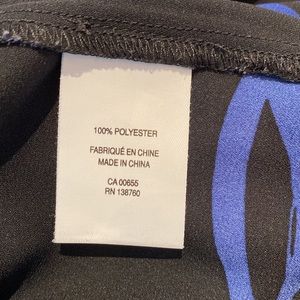 100% POLYESTER
FABRIQUÉ EN CHINE
MADE IN CHINA
CA 00655
RN 138760